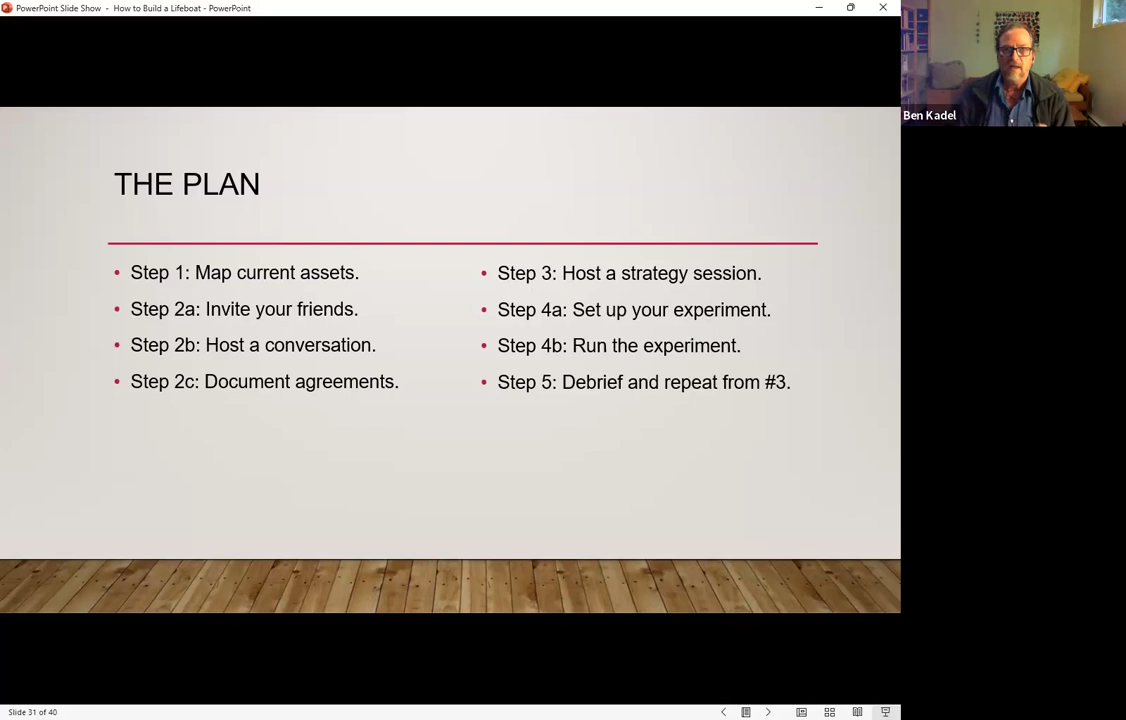 PowerPoint Slide Show - How to Build a Lifeboat - PowerPoint
Ben Kadel
THE PLAN
• Step 1: Map current assets.
• Step 2a: Invite your friends.
• Step 2b: Host a conversation.
• Step 2c: Document agreements.
• Step 3: Host a strategy session.
• Step 4a: Set up your experiment.
• Step 4b: Run the experiment.
• Step 5: Debrief and repeat from #3.
Slide 31 of 40